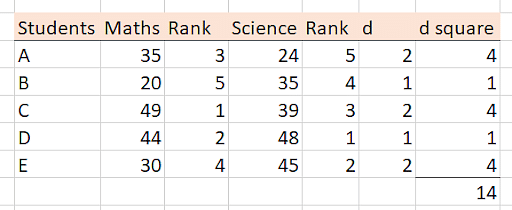 Students Maths Rank Science Rank d d square
A 35 3 24 5 2 4
B 20 5 35 4 1 1
C 49 1 39 3 2 4
D 44 2 48 1 1 1
E 30 4 45 2 2 4
14